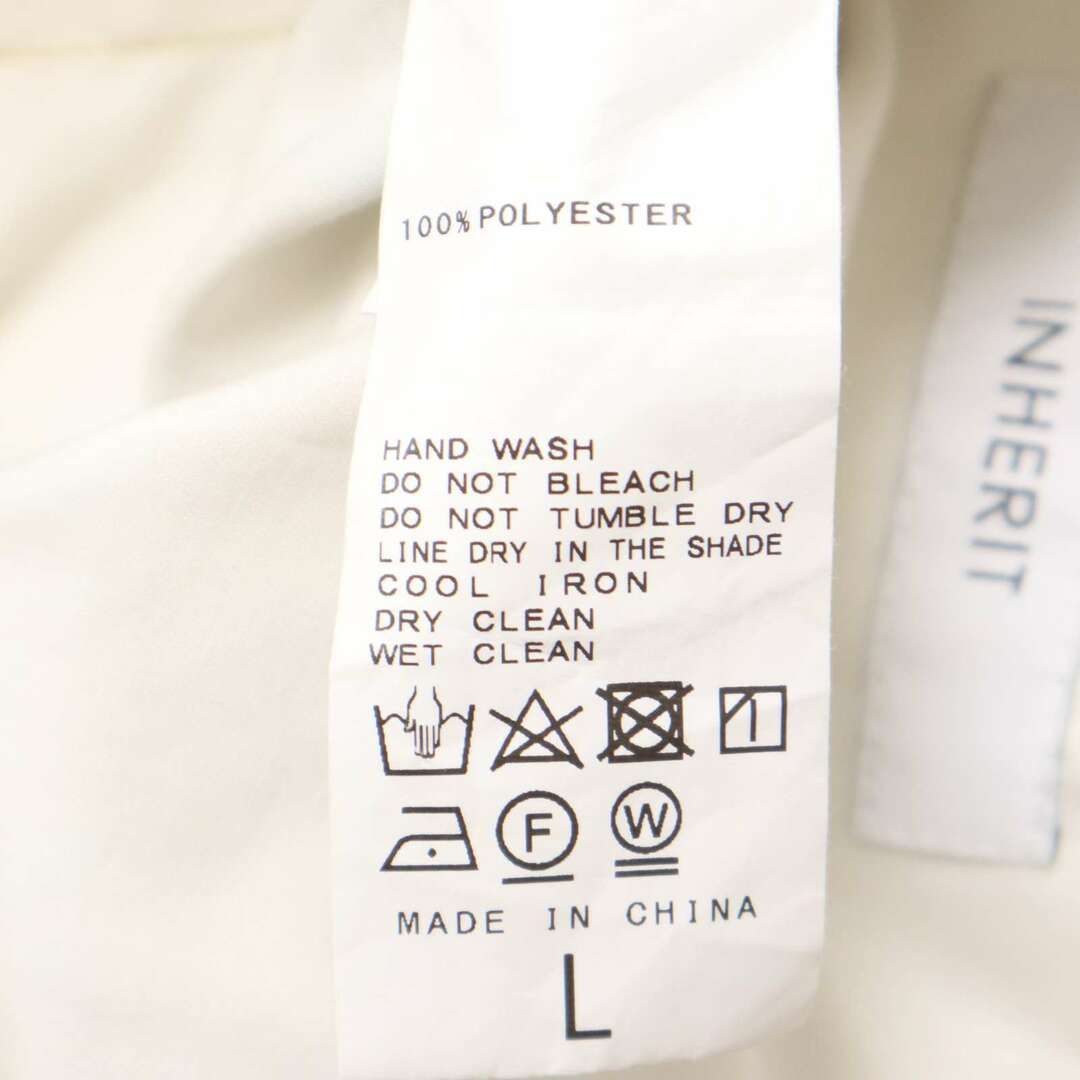 100% POLYESTER
HAND WASH
DO NOT BLEACH
DO NOT TUMBLE DRY
LINE DRY IN THE SHADE
COOL IRON
DRY CLEAN
WET CLEAN
F W
MADE IN CHINA
L
INHERIT